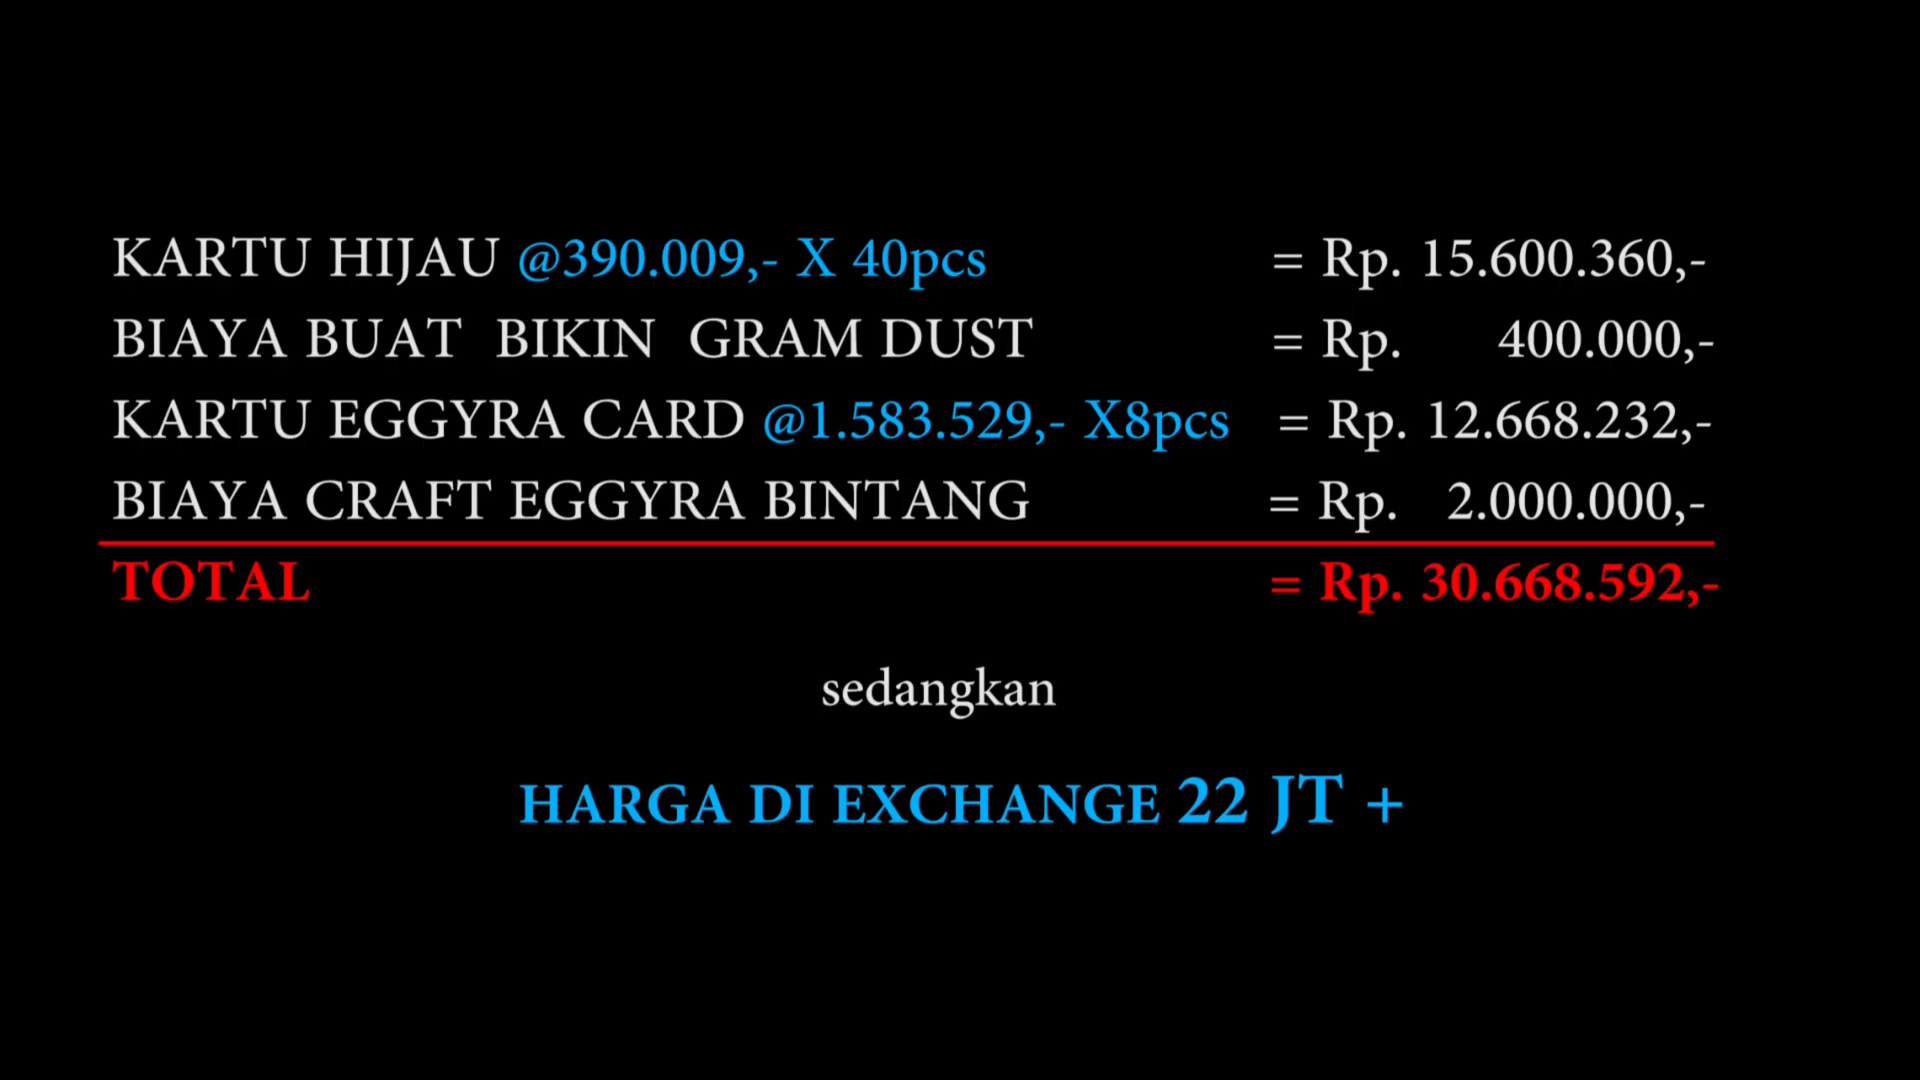 KARTU HIJAU @390.009,- X 40pcs = Rp. 15.600.360,-
BIAYA BUAT BIKIN GRAM DUST = Rp. 400.000,-
KARTU EGGYRA CARD @1.583.529,- X8pcs = Rp. 12.668.232,-
BIAYA CRAFT EGGYRA BINTANG = Rp. 2.000.000,-
TOTAL = Rp. 30.668.592,-
sedangkan
HARGA DI EXCHANGE 22 JT +